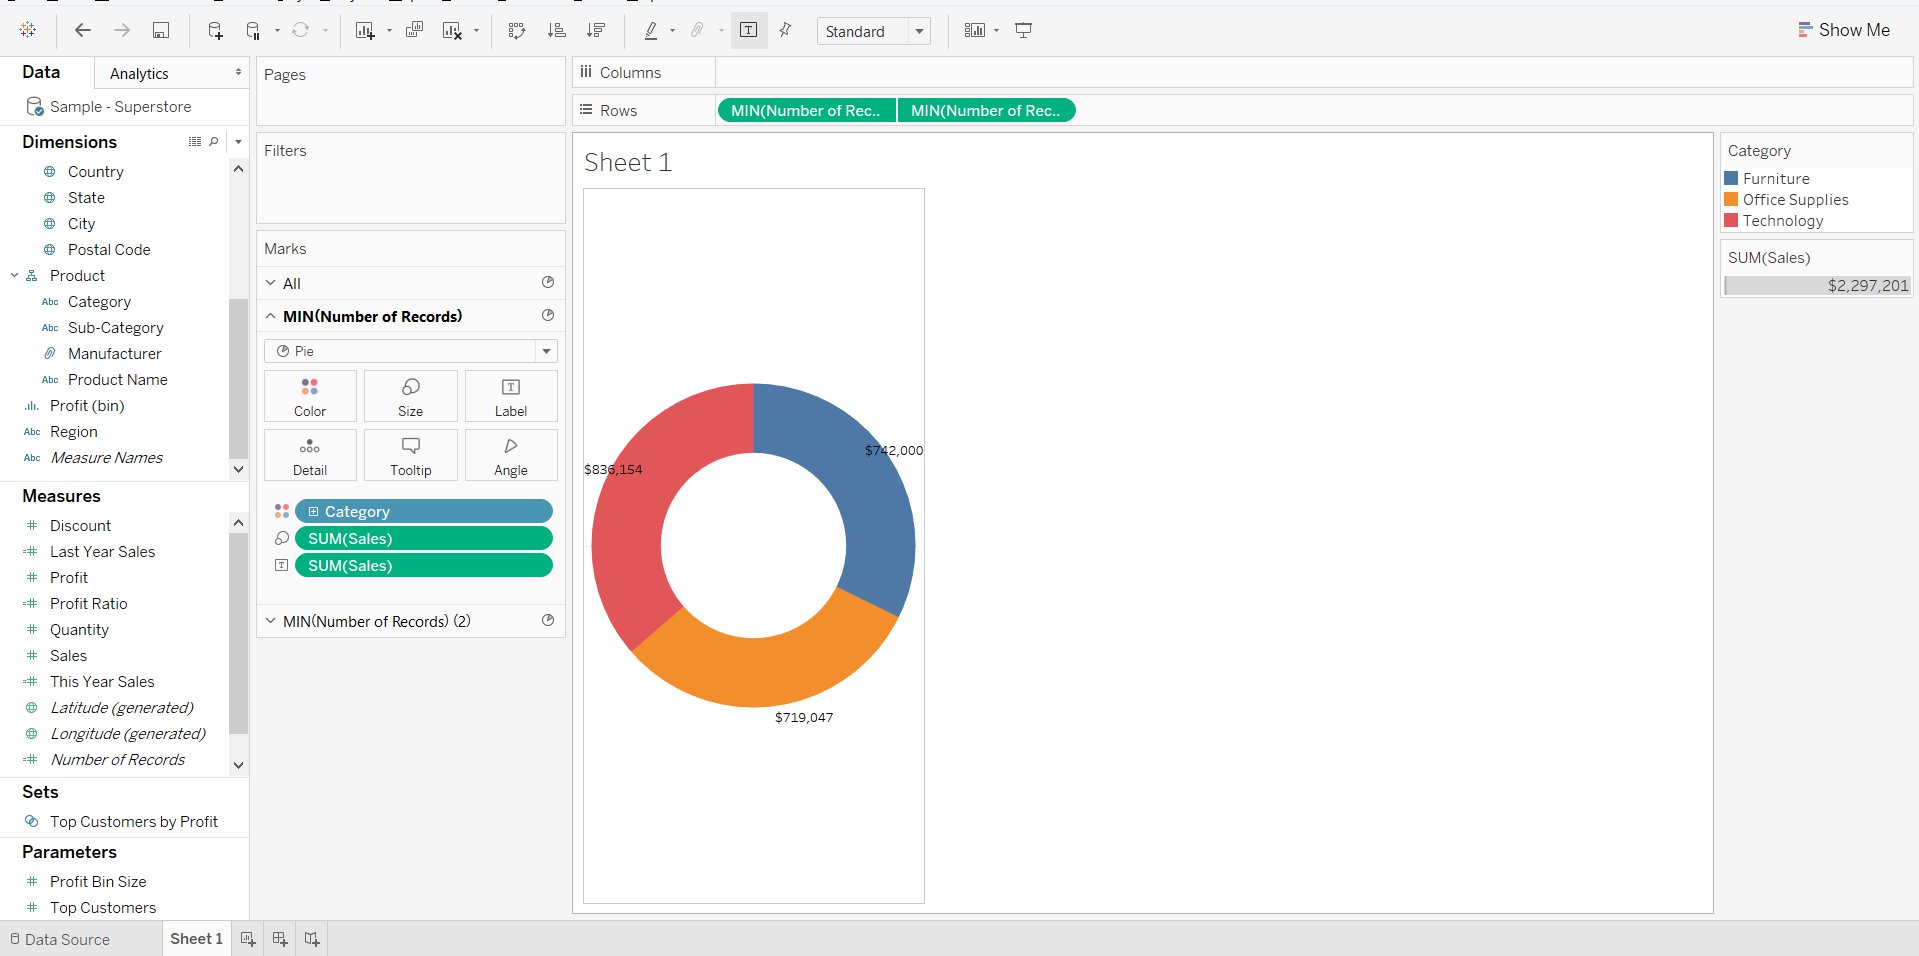 Standard
Show Me
Data
Analytics
Sample - Superstore
Dimensions
Country
State
City
Postal Code
Product
Abc Category
Abc Sub-Category
Manufacturer
Abc Product Name
Profit (bin)
Abc Region
Abc Measure Names
Measures
Discount
Last Year Sales
Profit
Profit Ratio
Quantity
Sales
This Year Sales
Latitude (generated)
Longitude (generated)
Number of Records
Sets
Top Customers by Profit
Parameters
Profit Bin Size
Top Customers
Pages
Filters
Marks
All
MIN(Number of Records)
Pie
Color
Size
Label
Detail
Tooltip
Angle
Category
SUM(Sales)
SUM(Sales)
MIN(Number of Records) (2)
Columns
Rows
MIN(Number of Rec..
MIN(Number of Rec..
Sheet 1
$742,000
$836,154
$719,047
Category
Furniture
Office Supplies
Technology
SUM(Sales)
$2,297,201
Data Source
Sheet 1